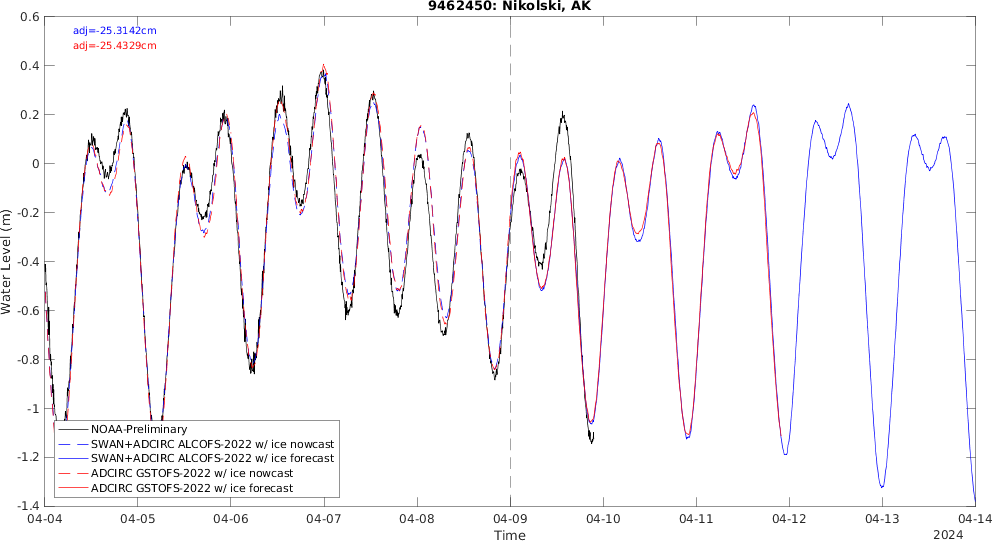 9462450: Nikolski, AK
adj=-25.3142cm
adj=-25.4329cm
0.6
0.4
0.2
0
-0.2
-0.4
-0.6
-0.8
-1
-1.2
-1.4
Water Level (m)
NOAA-Preliminary
SWAN+ADCIRC ALCOFS-2022 w/ ice nowcast
SWAN+ADCIRC ALCOFS-2022 w/ ice forecast
ADCIRC GSTOFS-2022 w/ ice nowcast
ADCIRC GSTOFS-2022 w/ ice forecast
04-04 04-05 04-06 04-07 04-08 04-09 04-10 04-11 04-12 04-13 04-14
Time
2024